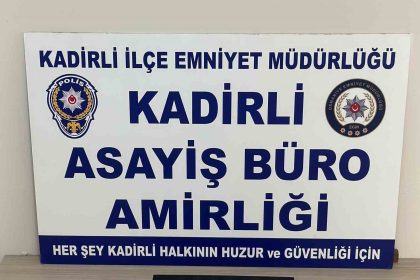 KADİRLİ İLÇE EMNİYET MÜDÜRLÜĞÜ
POLİS
KADİRLİ
ASAYİŞ BÜRO
AMİRLİĞİ
HER ŞEY KADİRLİ HALKININ HUZUR ve GÜVENLİĞİ İÇİN